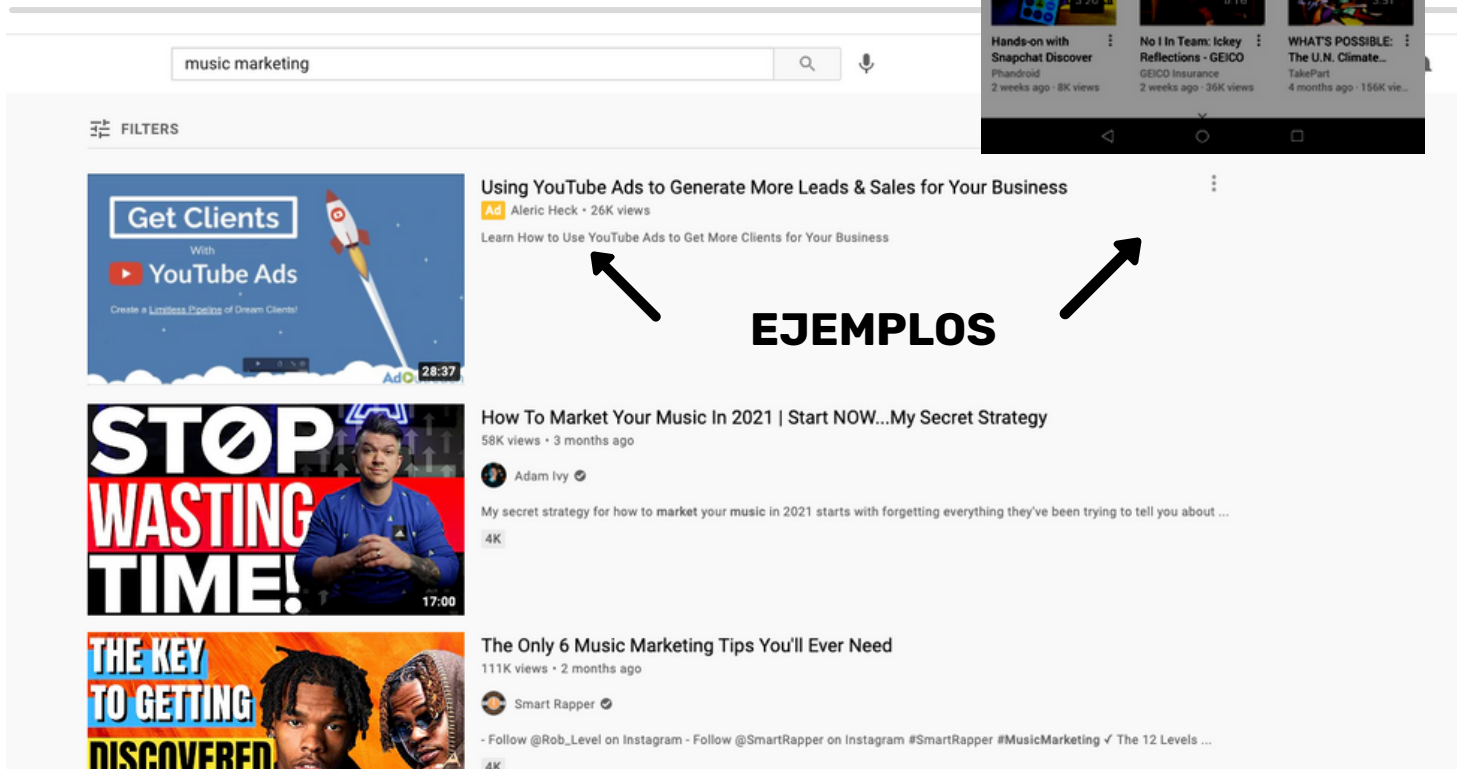 3:20
3:51
Hands-on with
Snapchat Discover
Phandroid
2 weeks ago · 8K views
No I In Team: Ickey
Reflections - GEICO
GEICO Insurance
2 weeks ago · 36K views
WHAT'S POSSIBLE:
The U.N. Climate...
TakePart
4 months ago · 156K vie...
music marketing
FILTERS
Get Clients
With
YouTube Ads
Create a Limitless Pipeline of Dream Clients!
28:37
Using YouTube Ads to Generate More Leads & Sales for Your Business
Ad Aleric Heck • 26K views
Learn How to Use YouTube Ads to Get More Clients for Your Business
EJEMPLOS
STOP
WASTING
TIME!
17:00
How To Market Your Music In 2021 | Start NOW...My Secret Strategy
58K views • 3 months ago
Adam Ivy
My secret strategy for how to market your music in 2021 starts with forgetting everything they've been trying to tell you about ...
4K
THE KEY
TO GETTING
DISCOVERED
The Only 6 Music Marketing Tips You'll Ever Need
111K views • 2 months ago
Smart Rapper
- Follow @Rob_Level on Instagram - Follow @SmartRapper on Instagram #SmartRapper #MusicMarketing ✓ The 12 Levels ...
4K